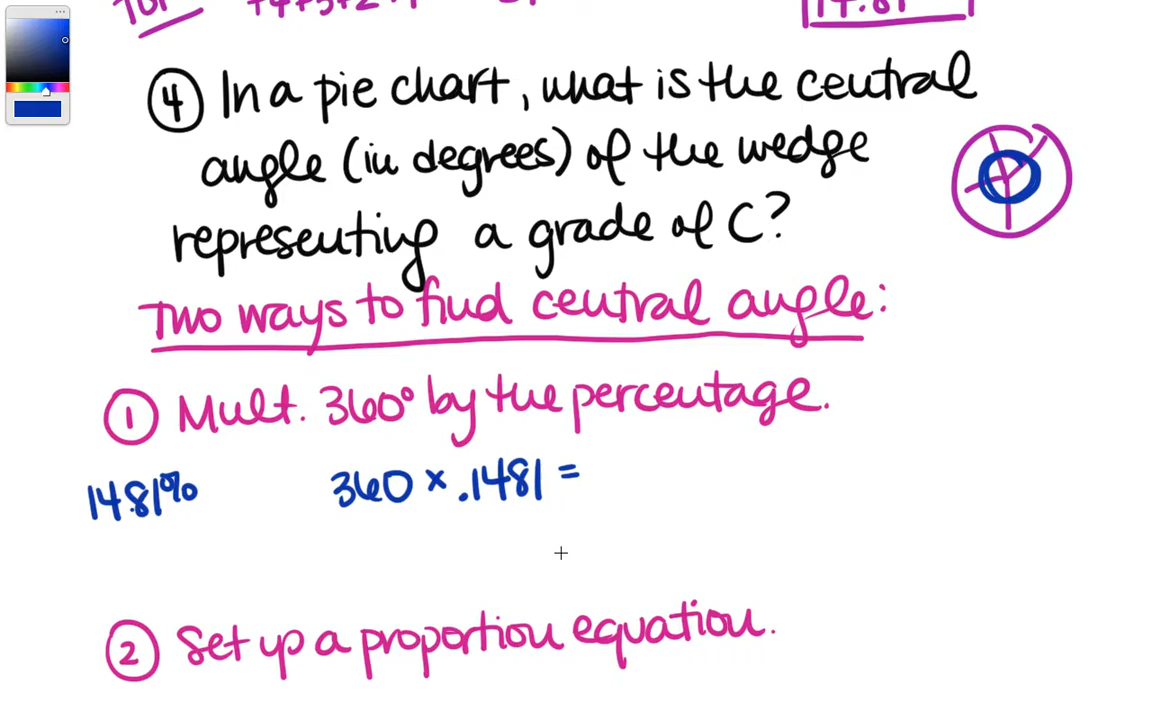 ④ In a pie chart, what is the central
angle (in degrees) of the wedge
representing a grade of C?
Two ways to find central angle:
① Mult. 360° by the percentage.
14.81% 360 × .1481 =
② Set up a proportion equation.